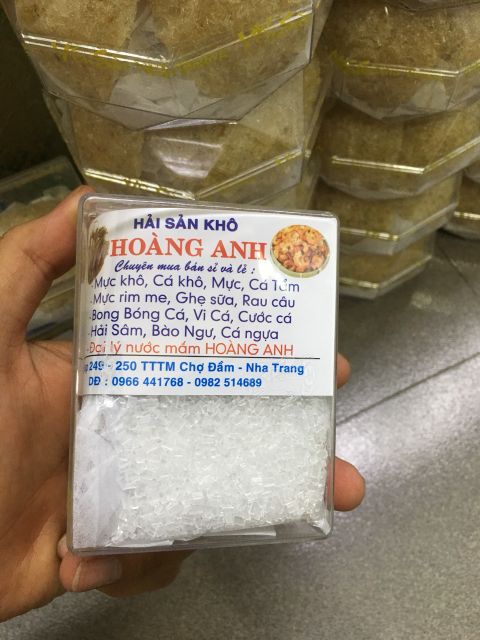 HẢI SẢN KHÔ
HOÀNG ANH
Chuyên mua bán sỉ và lẻ :
-Mực khô, Cá khô, Mực, Cá Tẩm
-Mực rim me, Ghẹ sữa, Rau câu
-Bong Bóng Cá, Vi Cá, Cước cá
-Hải Sâm, Bào Ngư, Cá ngựa
-Đại lý nước mắm HOÀNG ANH
249 - 250 TTTM Chợ Đầm - Nha Trang
DĐ : 0966 441768 - 0982 514689